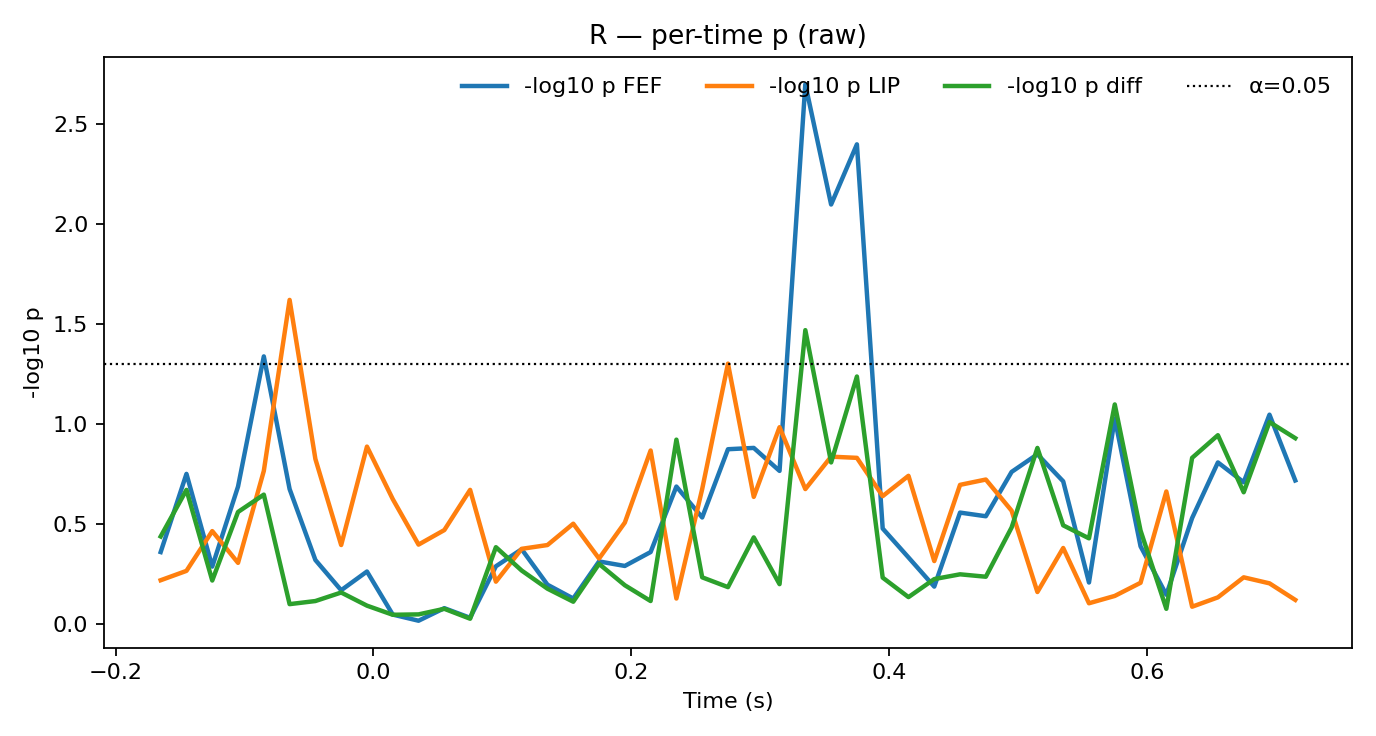 R — per-time p (raw)
-log10 p FEF
-log10 p LIP
-log10 p diff
α=0.05
-log10 p
2.5
2.0
1.5
1.0
0.5
0.0
−0.2
0.0
0.2
0.4
0.6
Time (s)